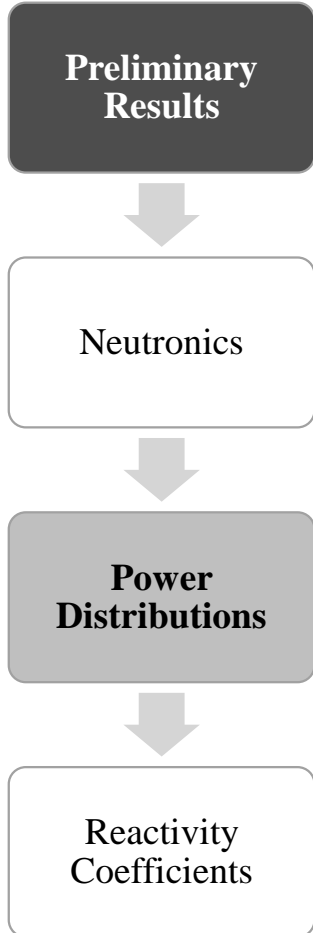 Preliminary
Results
Neutronics
Power
Distributions
Reactivity
Coefficients